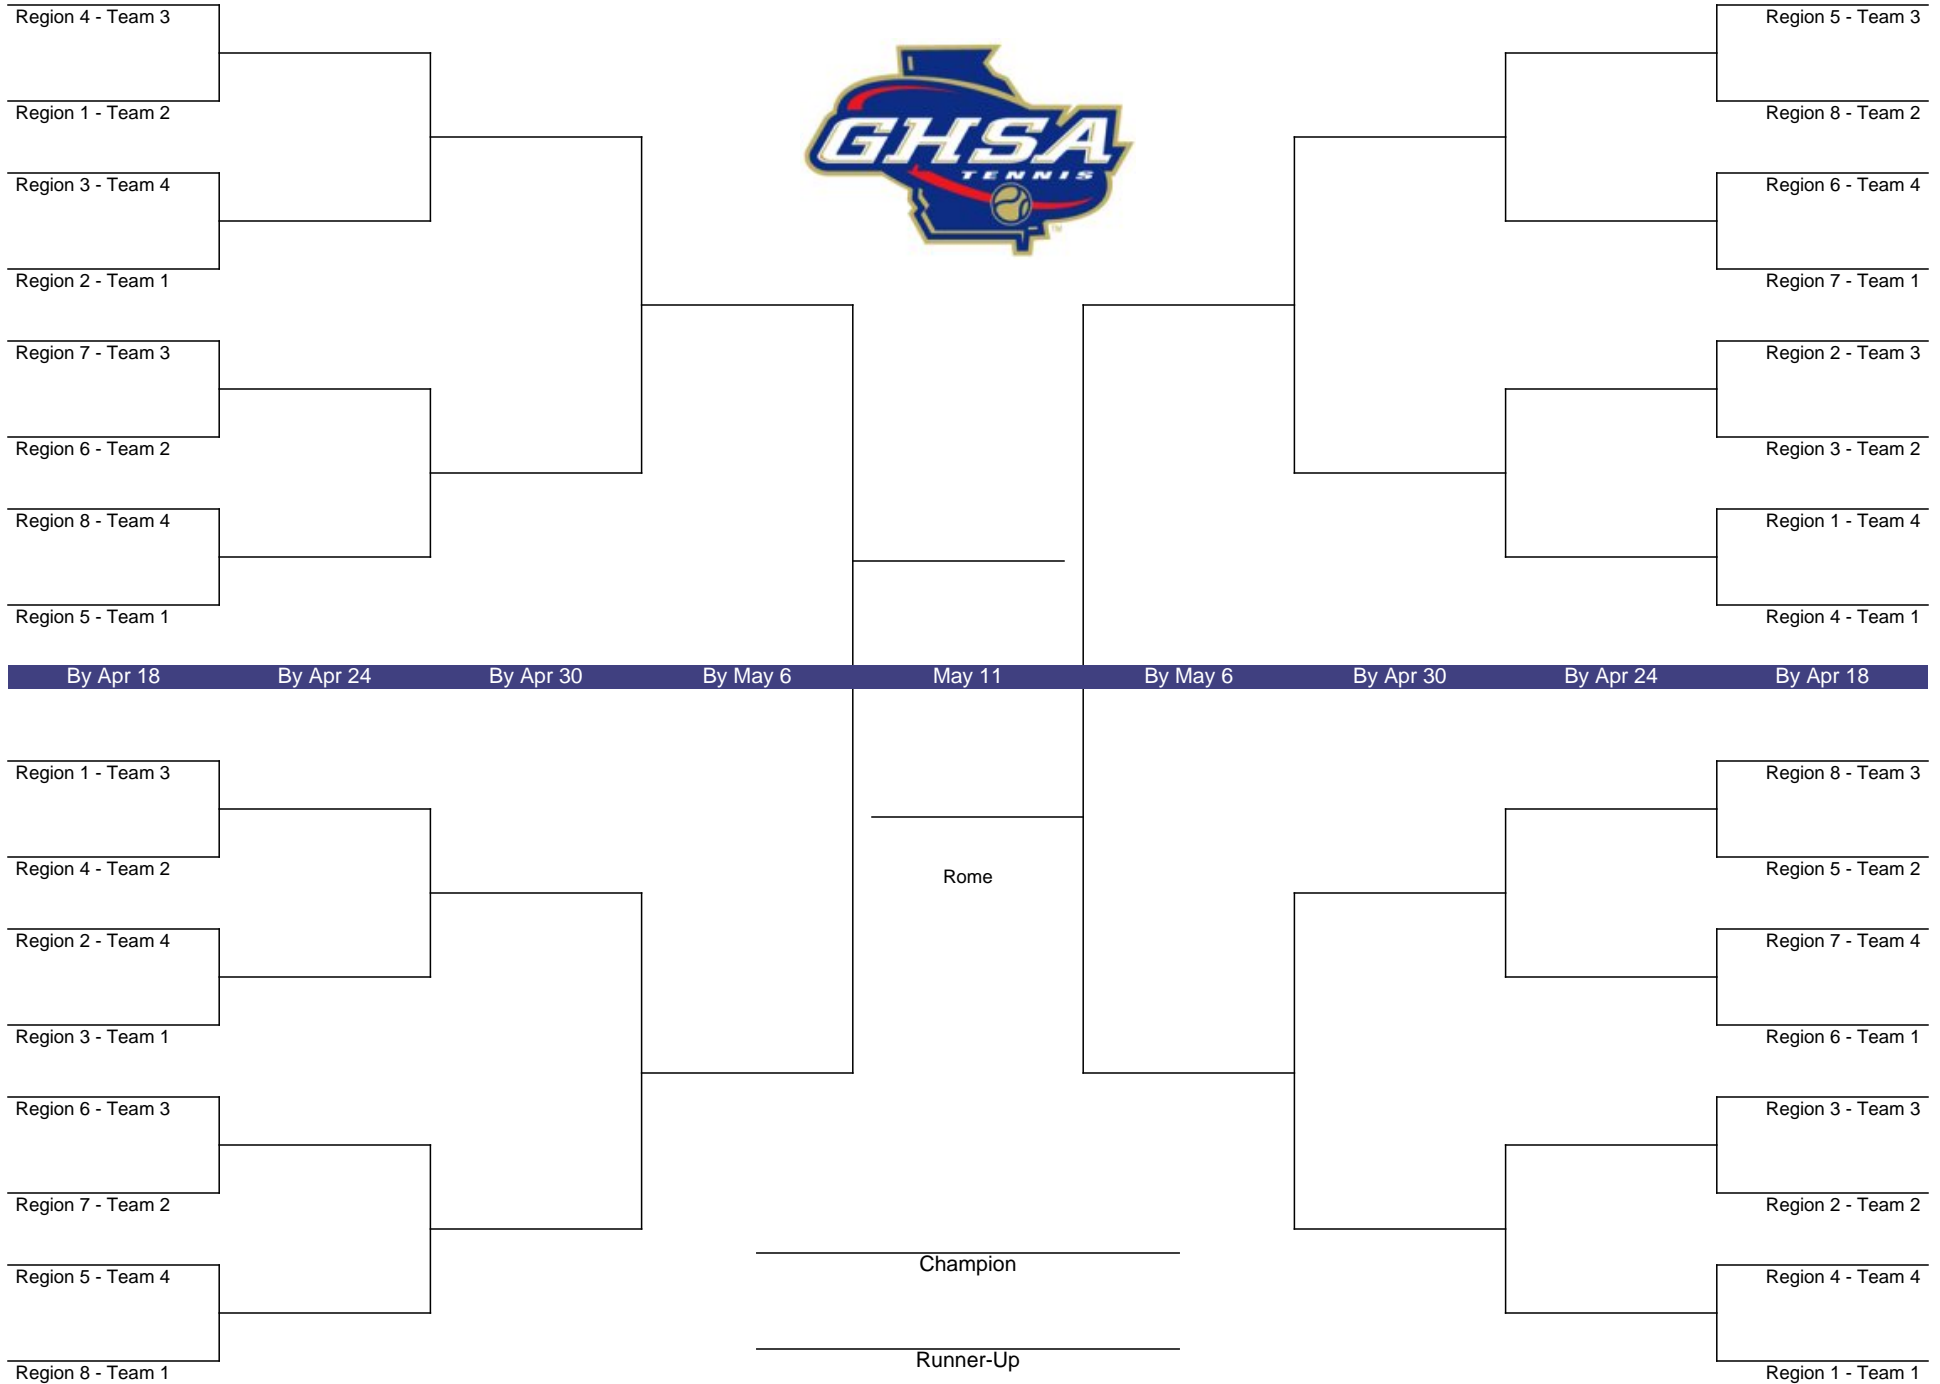 Region 4 - Team 3
Region 1 - Team 2
Region 3 - Team 4
Region 2 - Team 1
Region 7 - Team 3
Region 6 - Team 2
Region 8 - Team 4
Region 5 - Team 1
GHSA
TENNIS
TM
Region 5 - Team 3
Region 8 - Team 2
Region 6 - Team 4
Region 7 - Team 1
Region 2 - Team 3
Region 3 - Team 2
Region 1 - Team 4
Region 4 - Team 1
By Apr 18 By Apr 24 By Apr 30 By May 6 May 11 By May 6 By Apr 30 By Apr 24 By Apr 18
Region 1 - Team 3
Region 4 - Team 2
Region 2 - Team 4
Region 3 - Team 1
Region 6 - Team 3
Region 7 - Team 2
Region 5 - Team 4
Region 8 - Team 1
Rome
Champion
Runner-Up
Region 8 - Team 3
Region 5 - Team 2
Region 7 - Team 4
Region 6 - Team 1
Region 3 - Team 3
Region 2 - Team 2
Region 4 - Team 4
Region 1 - Team 1